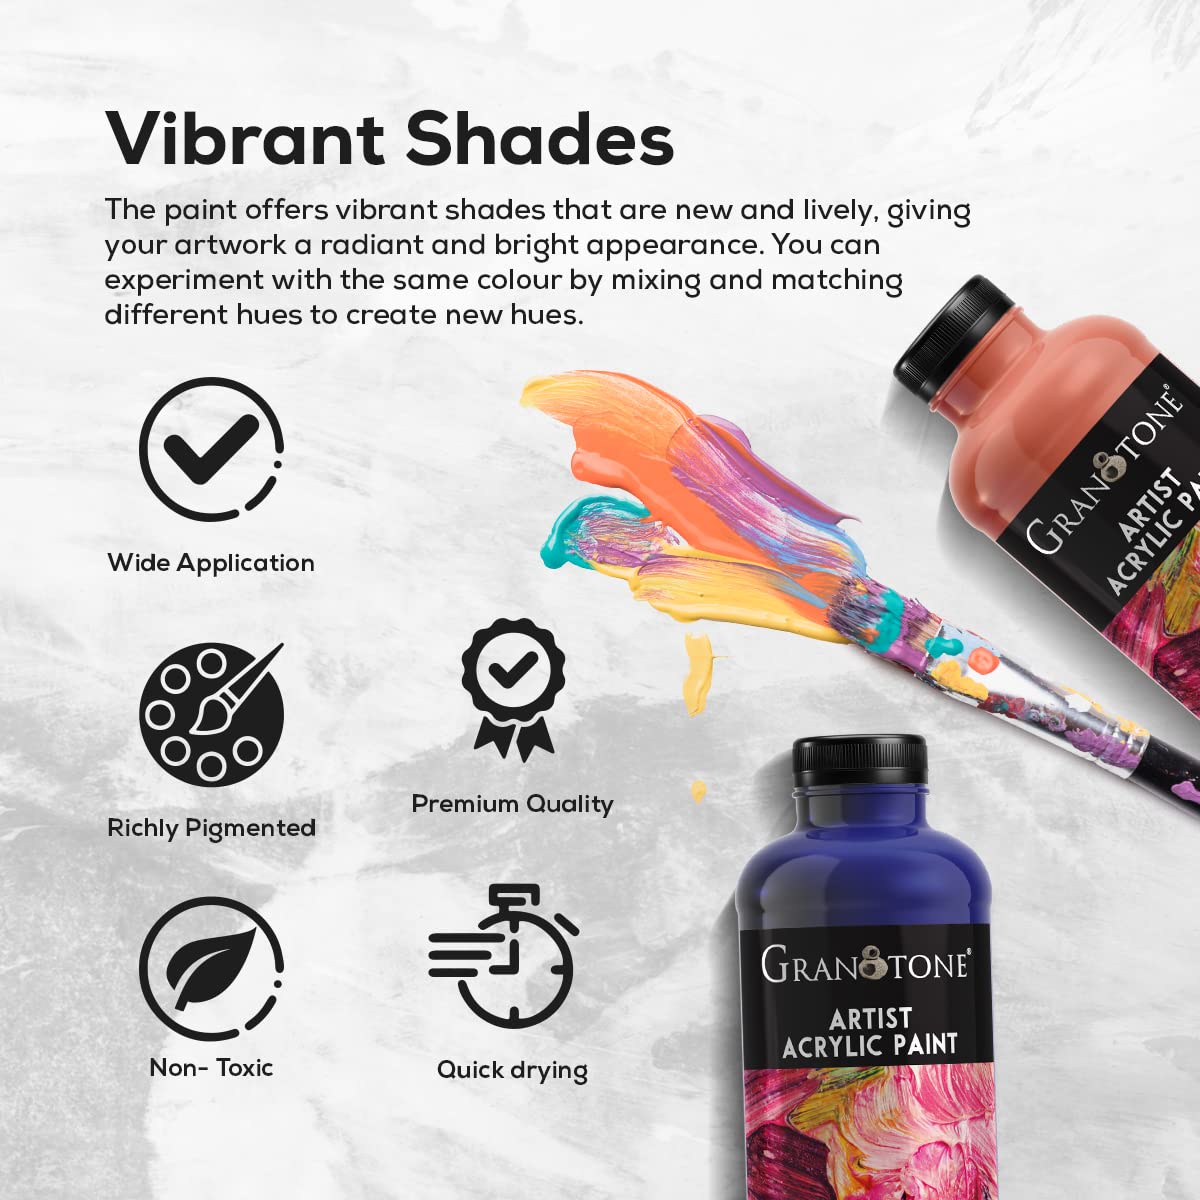 Vibrant Shades
The paint offers vibrant shades that are new and lively, giving
your artwork a radiant and bright appearance. You can
experiment with the same colour by mixing and matching
different hues to create new hues.
Wide Application
Richly Pigmented
Premium Quality
Non- Toxic
Quick drying
GRANOTONE®
ARTIST
ACRYLIC
GRANOTONE®
ARTIST
ACRYLIC PAINT